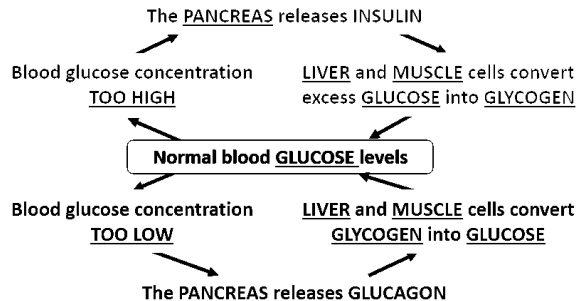 The PANCREAS releases INSULIN
Blood glucose concentration
TOO HIGH
LIVER and MUSCLE cells convert
excess GLUCOSE into GLYCOGEN
Normal blood GLUCOSE levels
Blood glucose concentration
TOO LOW
LIVER and MUSCLE cells convert
GLYCOGEN into GLUCOSE
The PANCREAS releases GLUCAGON